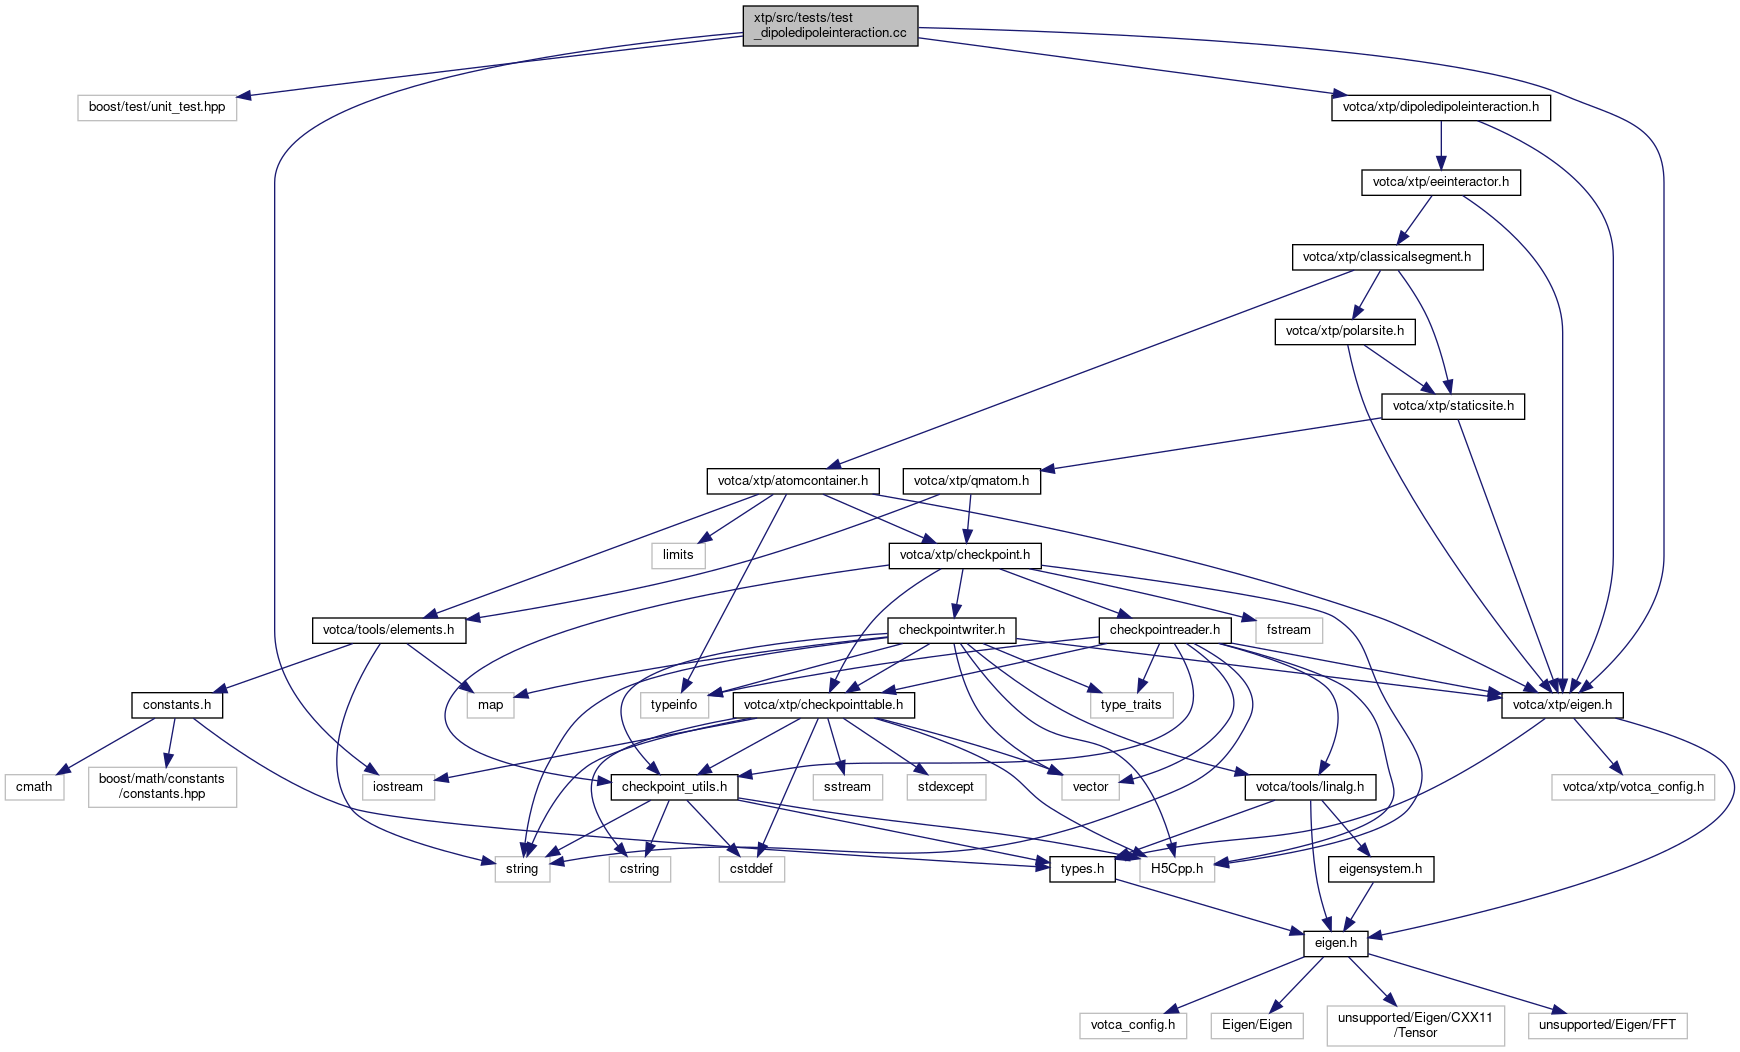 xtp/src/tests/test
_dipoledipoleinteraction.cc
boost/test/unit_test.hpp
votca/xtp/dipoledipoleinteraction.h
votca/xtp/eeinteractor.h
votca/xtp/classicalsegment.h
votca/xtp/polarsite.h
votca/xtp/staticsite.h
votca/xtp/atomcontainer.h
votca/xtp/qmatom.h
limits
votca/xtp/checkpoint.h
votca/tools/elements.h
checkpointwriter.h
checkpointreader.h
fstream
constants.h
map
typeinfo
votca/xtp/checkpointtable.h
type_traits
votca/xtp/eigen.h
cmath
boost/math/constants
/constants.hpp
iostream
checkpoint_utils.h
sstream
stdexcept
vector
votca/tools/linalg.h
votca/xtp/votca_config.h
string
cstring
cstddef
types.h
H5Cpp.h
eigensystem.h
eigen.h
votca_config.h
Eigen/Eigen
unsupported/Eigen/CXX11
/Tensor
unsupported/Eigen/FFT